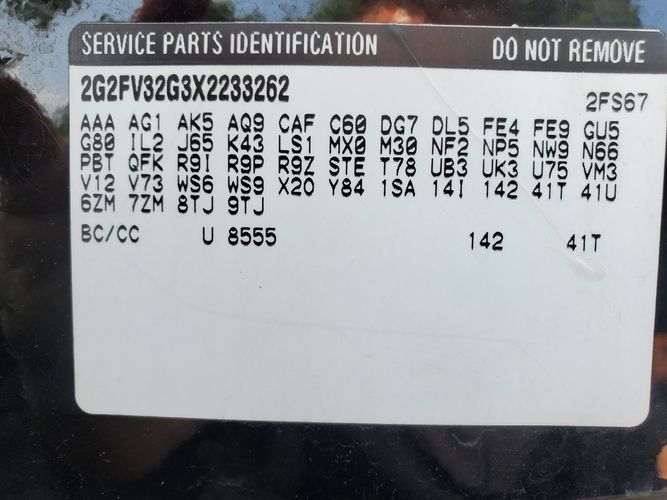 SERVICE PARTS IDENTIFICATION DO NOT REMOVE
2G2FV32G3X2233262 2FS67
AAA AG1 AK5 AQ9 CAF C60 DG7 DL5 FE4 FE9 GU5
G80 IL2 J65 K43 LS1 MX0 M30 NF2 NP5 NW9 N66
PBT QFK R9I R9P R9Z STE T78 UB3 UK3 U75 VM3
V12 V73 WS6 WS9 X20 Y84 1SA 14I 142 41T 41U
6ZM 7ZM 8TJ 9TJ
BC/CC U 8555 142 41T